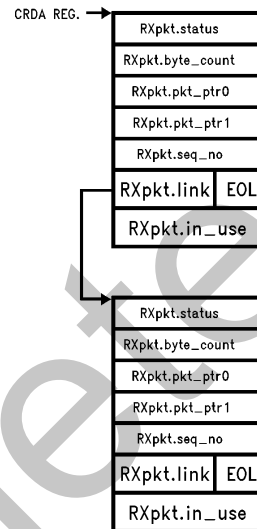 CRDA REG.
RXpkt.status
RXpkt.byte_count
RXpkt.pkt_ptr0
RXpkt.pkt_ptr1
RXpkt.seq_no
RXpkt.link EOL
RXpkt.in_use
RXpkt.status
RXpkt.byte_count
RXpkt.pkt_ptr0
RXpkt.pkt_ptr1
RXpkt.seq_no
RXpkt.link EOL
RXpkt.in_use